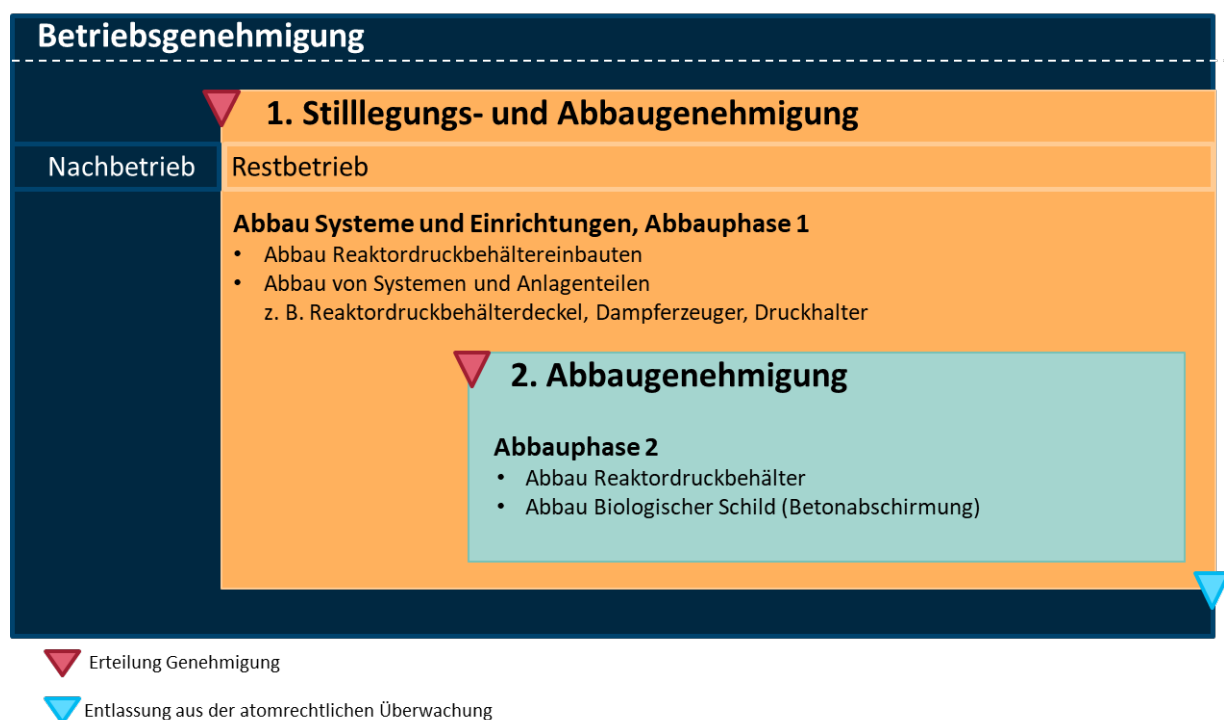 Betriebsgenehmigung
1. Stilllegungs- und Abbaugenehmigung
Nachbetrieb
Restbetrieb
Abbau Systeme und Einrichtungen, Abbauphase 1
• Abbau Reaktordruckbehältereinbauten
• Abbau von Systemen und Anlagenteilen
z. B. Reaktordruckbehälterdeckel, Dampferzeuger, Druckhalter
2. Abbaugenehmigung
Abbauphase 2
• Abbau Reaktordruckbehälter
• Abbau Biologischer Schild (Betonabschirmung)
Erteilung Genehmigung
Entlassung aus der atomrechtlichen Überwachung